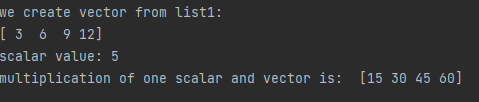 we create vector from list1:
[ 3  6  9 12]
scalar value: 5
multiplication of one scalar and vector is:  [15 30 45 60]